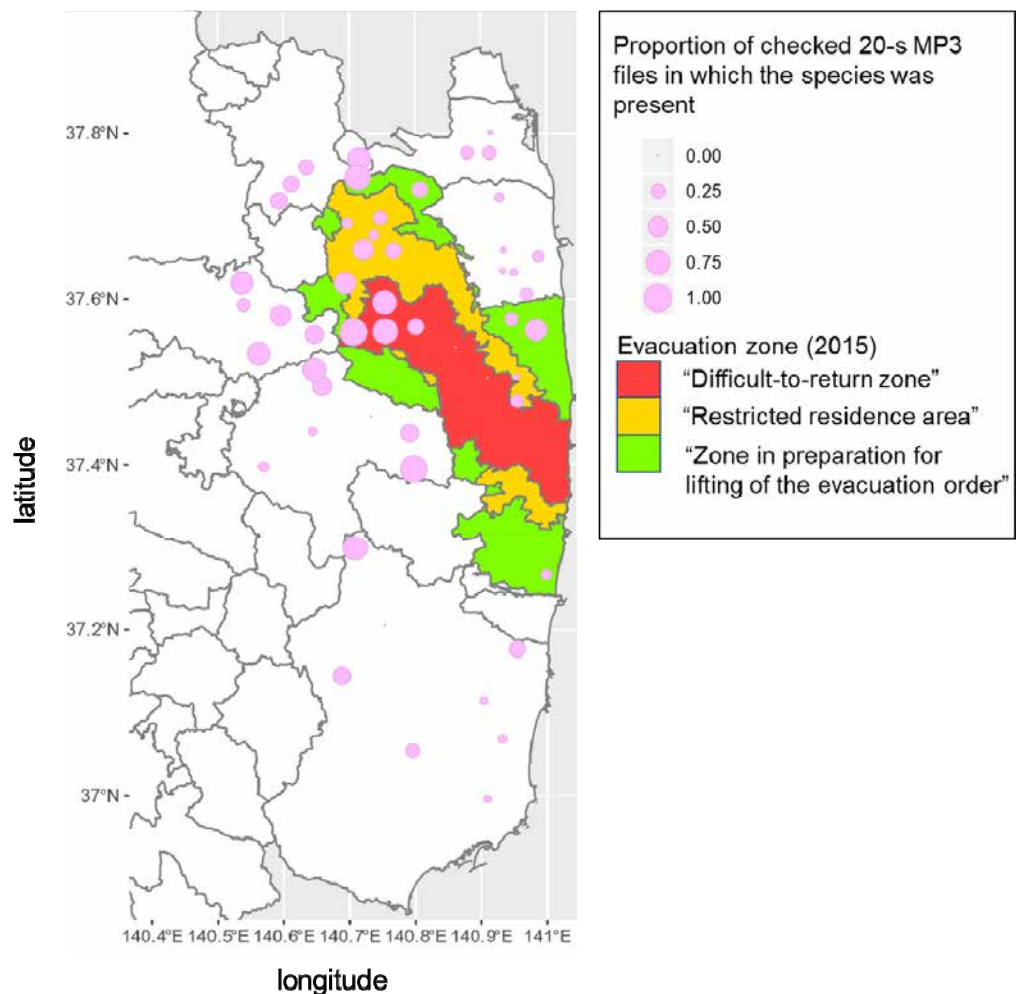 Proportion of checked 20-s MP3
files in which the species was
present
0.00
0.25
0.50
0.75
1.00
Evacuation zone (2015)
“Difficult-to-return zone”
“Restricted residence area”
“Zone in preparation for
lifting of the evacuation order”
latitude
37.8°N
37.6°N
37.4°N
37.2°N
37°N
140.4°E 140.5°E 140.6°E 140.7°E 140.8°E 140.9°E 141°E
longitude